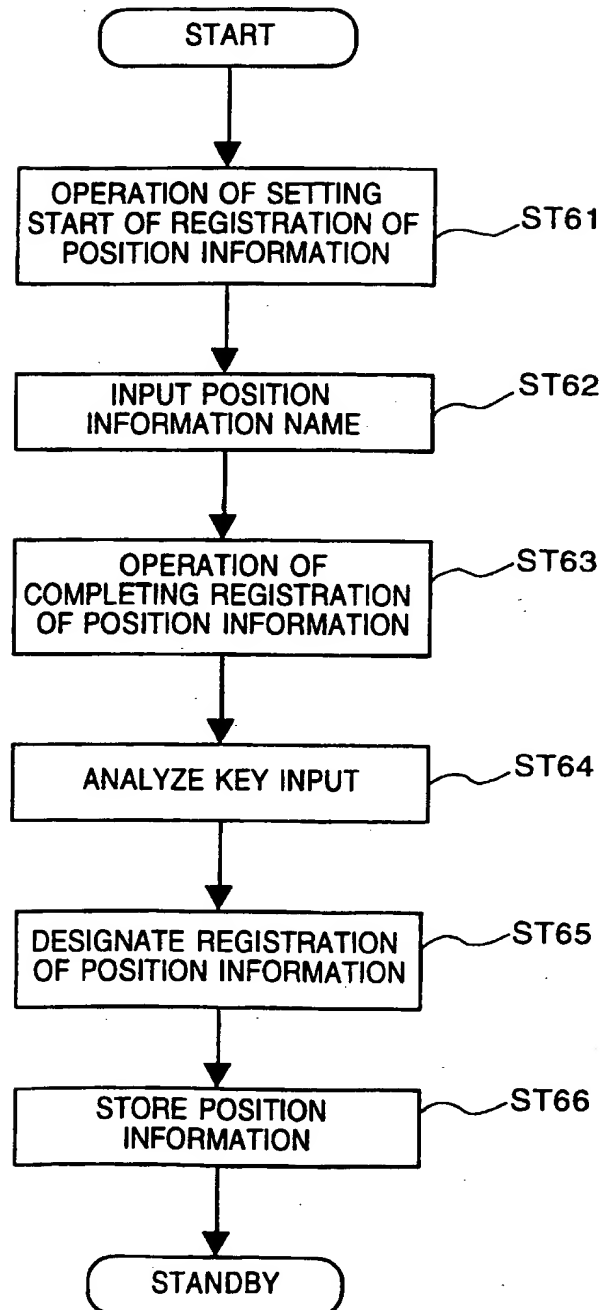 START
OPERATION OF SETTING
START OF REGISTRATION OF
POSITION INFORMATION
ST61
INPUT POSITION
INFORMATION NAME
ST62
OPERATION OF
COMPLETING REGISTRATION
OF POSITION INFORMATION
ST63
ANALYZE KEY INPUT
ST64
DESIGNATE REGISTRATION
OF POSITION INFORMATION
ST65
STORE POSITION
INFORMATION
ST66
STANDBY